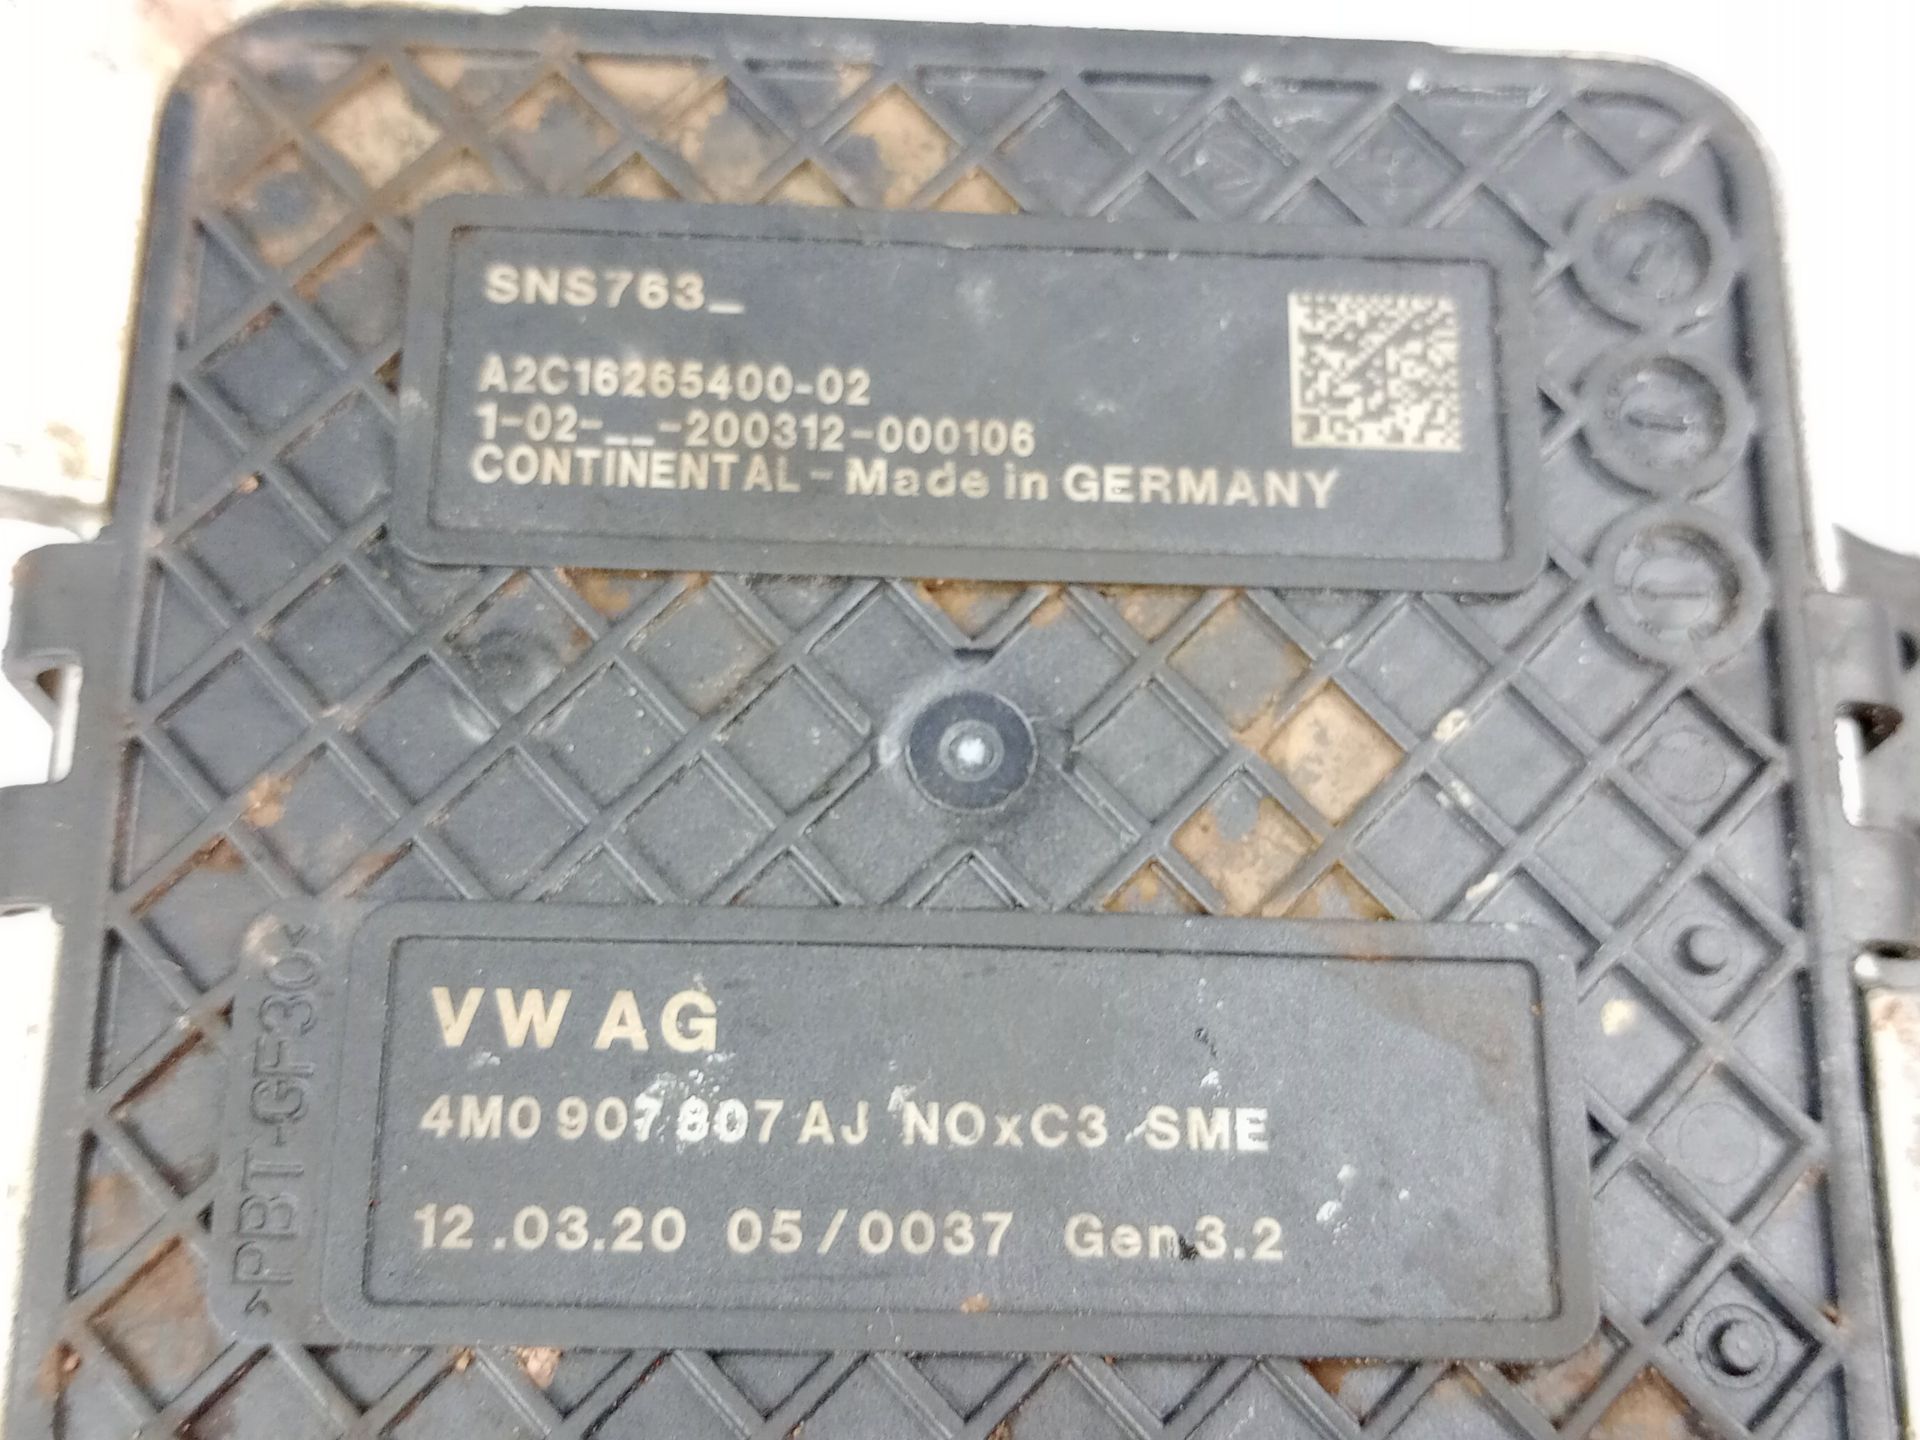 SNS763_
A2C16265400-02
1-02-__-200312-000106
CONTINENTAL - Made in GERMANY
VW AG
4M0 907 807 AJ NOxC3 SME
12.03.20 05/0037 Gen3.2
>PBT-GF30<